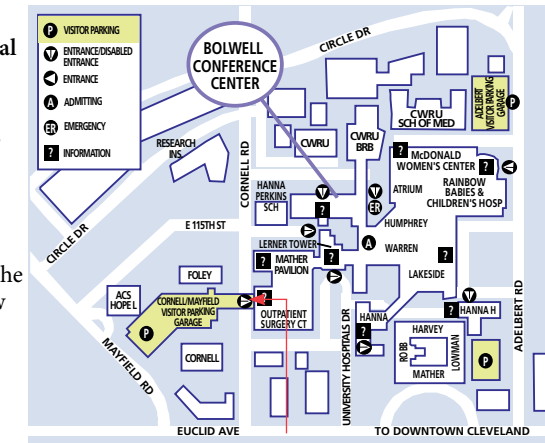 al
the
w
P VISITOR PARKING
ENTRANCE/DISABLED
ENTRANCE
ENTRANCE
A ADMITTING
ER EMERGENCY
? INFORMATION
BOLWELL
CONFERENCE
CENTER
CIRCLE DR
ADELBERT
VISITOR PARKING
GARAGE
P
CWRU
SCH OF MED
CWRU
CWRU
BRB
RESEARCH
INS.
CORNELL RD
?
McDONALD
WOMEN'S CENTER
?
HANNA
PERKINS
SCH
?
ATRIUM
ER
RAINBOW
BABIES &
CHILDREN'S HOSP
HUMPHREY
E 115TH ST
CIRCLE DR
LERNER TOWER
A
WARREN
?
?
MATHER
PAVILION
?
LAKESIDE
FOLEY
ACS
HOPE L
CORNELL/MAYFIELD
VISITOR PARKING
GARAGE
P
?
OUTPATIENT
SURGERY CT
UNIVERSITY HOSPITALS DR
HANNA
?
?
HANNA H
ADELBERT RD
HARVEY
ROBB
LOWMAN
MATHER
P
CORNELL
MAYFIELD RD
EUCLID AVE
TO DOWNTOWN CLEVELAND